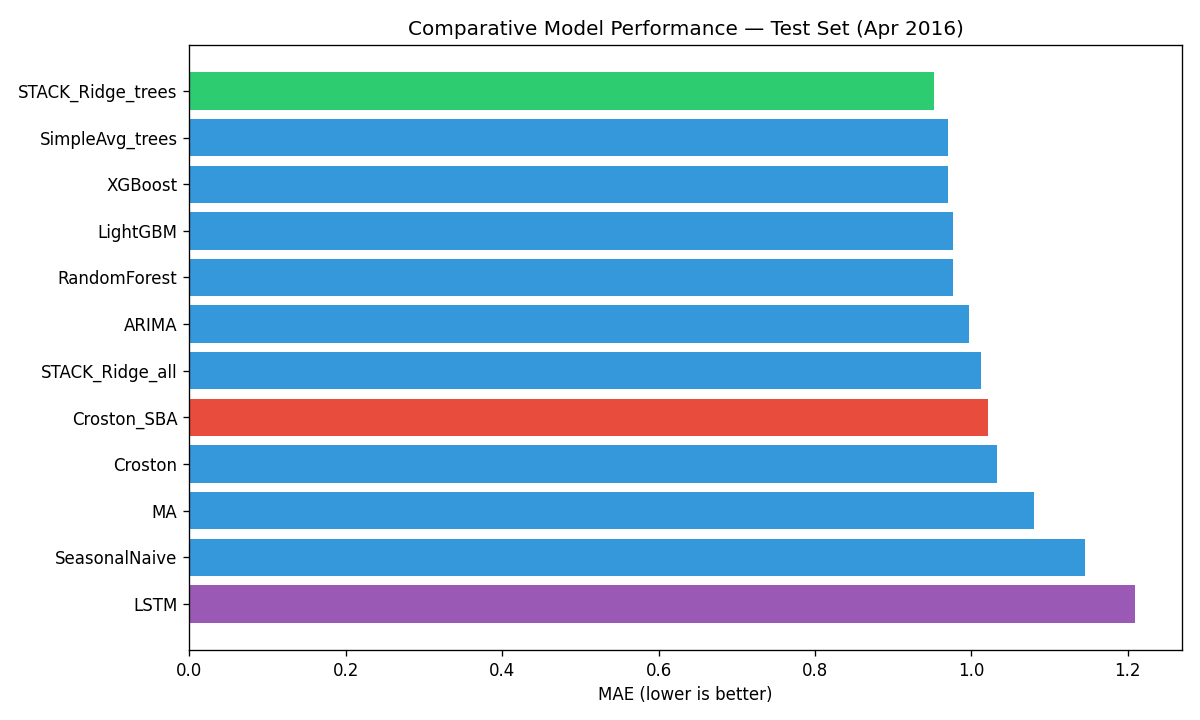 Comparative Model Performance — Test Set (Apr 2016)
STACK_Ridge_trees
SimpleAvg_trees
XGBoost
LightGBM
RandomForest
ARIMA
STACK_Ridge_all
Croston_SBA
Croston
MA
SeasonalNaive
LSTM
0.0 0.2 0.4 0.6 0.8 1.0 1.2
MAE (lower is better)